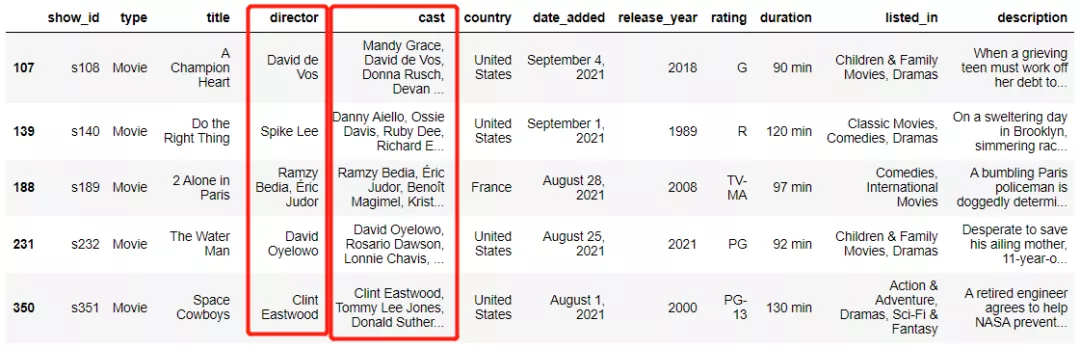 show_id type title director cast country date_added release_year rating duration listed_in description
107 s108 Movie A Champion Heart David de Vos Mandy Grace, David de Vos, Donna Rusch, Devan ... United States September 4, 2021 2018 G 90 min Children & Family Movies, Dramas When a grieving teen must work off her debt to...
139 s140 Movie Do the Right Thing Spike Lee Danny Aiello, Ossie Davis, Ruby Dee, Richard E... United States September 1, 2021 1989 R 120 min Classic Movies, Comedies, Dramas On a sweltering day in Brooklyn, simmering rac...
188 s189 Movie 2 Alone in Paris Ramzy Bedia, Éric Judor Ramzy Bedia, Éric Judor, Benoît Magimel, Krist... France August 28, 2021 2008 TV-MA 97 min Comedies, International Movies A bumbling Paris policeman is doggedly determi...
231 s232 Movie The Water Man David Oyelowo David Oyelowo, Rosario Dawson, Lonnie Chavis, ... United States August 25, 2021 2021 PG 92 min Children & Family Movies, Dramas Desperate to save his ailing mother, 11-year-o...
350 s351 Movie Space Cowboys Clint Eastwood Clint Eastwood, Tommy Lee Jones, Donald Suther... United States August 1, 2021 2000 PG-13 130 min Action & Adventure, Dramas, Sci-Fi & Fantasy A retired engineer agrees to help NASA prevent...